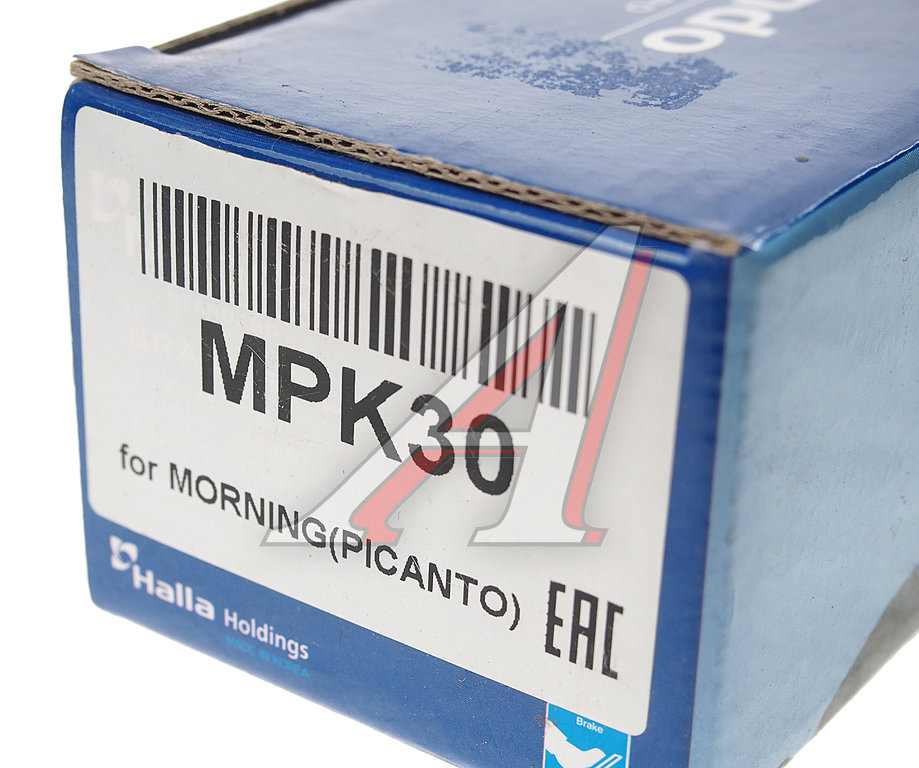 MPK30
for MORNING(PICANTO)
EAC
Halla Holdings
MADE IN KOREA
Brake